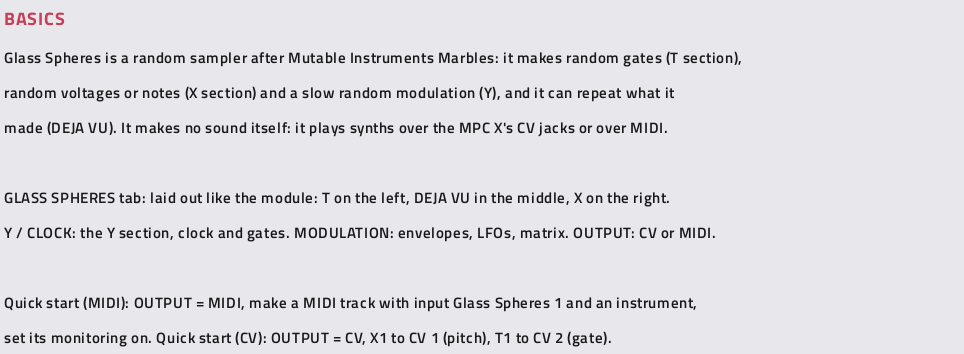 BASICS
Glass Spheres is a random sampler after Mutable Instruments Marbles: it makes random gates (T section),
random voltages or notes (X section) and a slow random modulation (Y), and it can repeat what it
made (DEJA VU). It makes no sound itself: it plays synths over the MPC X's CV jacks or over MIDI.
GLASS SPHERES tab: laid out like the module: T on the left, DEJA VU in the middle, X on the right.
Y / CLOCK: the Y section, clock and gates. MODULATION: envelopes, LFOs, matrix. OUTPUT: CV or MIDI.
Quick start (MIDI): OUTPUT = MIDI, make a MIDI track with input Glass Spheres 1 and an instrument,
set its monitoring on. Quick start (CV): OUTPUT = CV, X1 to CV 1 (pitch), T1 to CV 2 (gate).